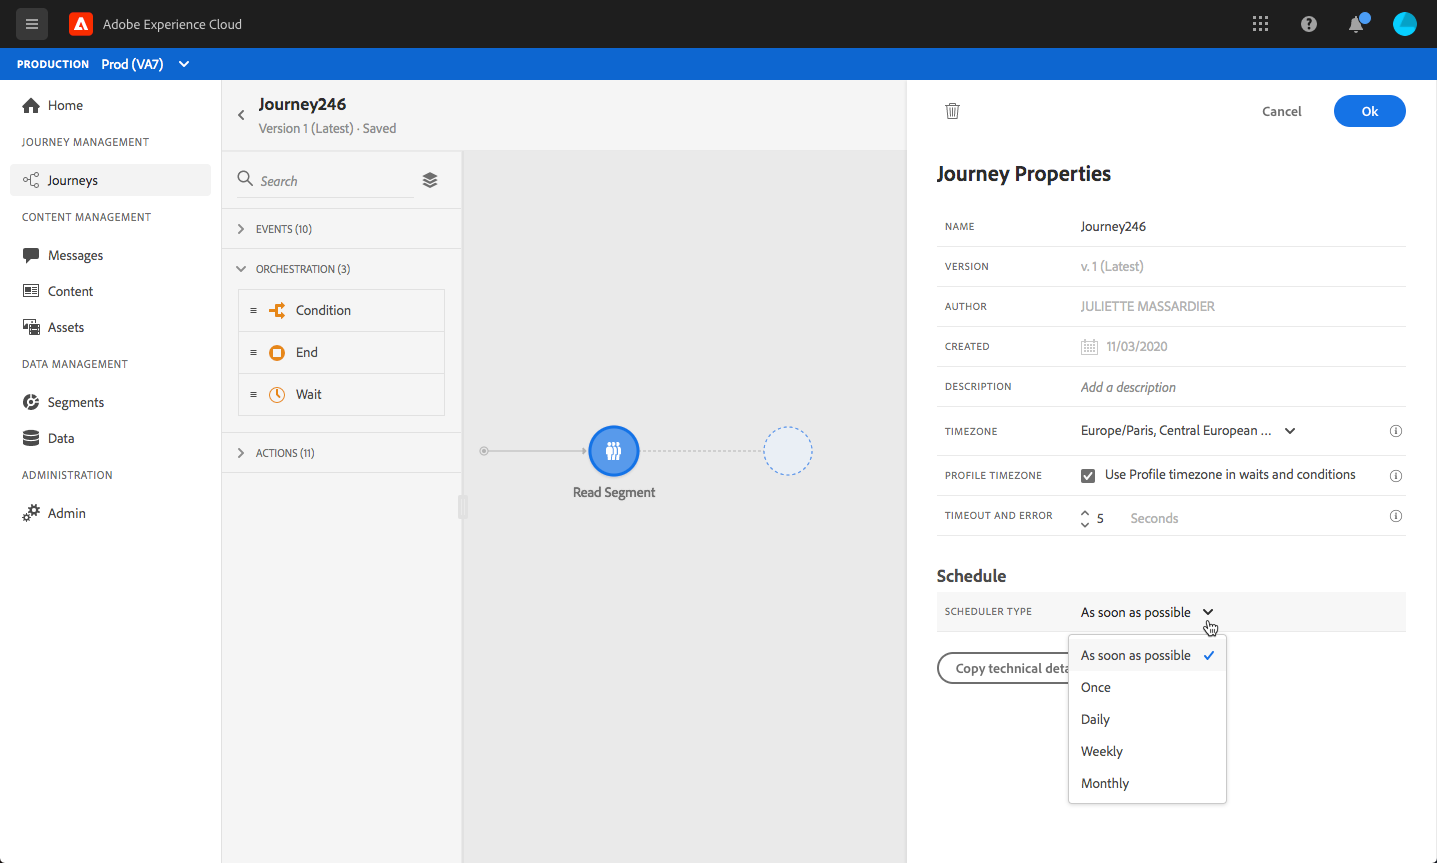 Adobe Experience Cloud
PRODUCTION Prod (VA7)
Home
JOURNEY MANAGEMENT
Journeys
CONTENT MANAGEMENT
Messages
Content
Assets
DATA MANAGEMENT
Segments
Data
ADMINISTRATION
Admin
Journey246
Version 1 (Latest) · Saved
Search
EVENTS (10)
ORCHESTRATION (3)
Condition
End
Wait
ACTIONS (11)
Read Segment
Cancel
Ok
Journey Properties
NAME Journey246
VERSION v. 1 (Latest)
AUTHOR JULIETTE MASSARDIER
CREATED 11/03/2020
DESCRIPTION Add a description
TIMEZONE Europe/Paris, Central European ...
PROFILE TIMEZONE Use Profile timezone in waits and conditions
TIMEOUT AND ERROR 5 Seconds
Schedule
SCHEDULER TYPE As soon as possible
Copy technical deta
As soon as possible
Once
Daily
Weekly
Monthly